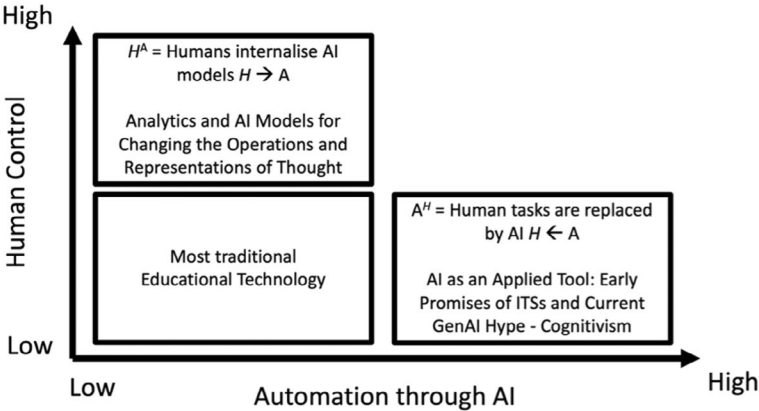 High
Human Control
Low
Hᴬ = Humans internalise AI
models H → A
Analytics and AI Models for
Changing the Operations and
Representations of Thought
Most traditional
Educational Technology
Aᴴ = Human tasks are replaced
by AI H ← A
AI as an Applied Tool: Early
Promises of ITSs and Current
GenAI Hype - Cognitivism
Low
Automation through AI
High